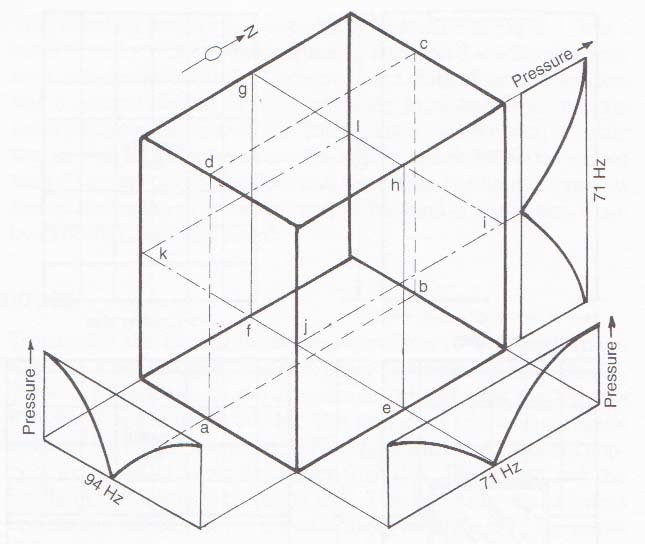 N
c
Pressure
g
l
d
h
71 Hz
i
k
b
f
j
Pressure
Pressure
e
a
94 Hz
71 Hz